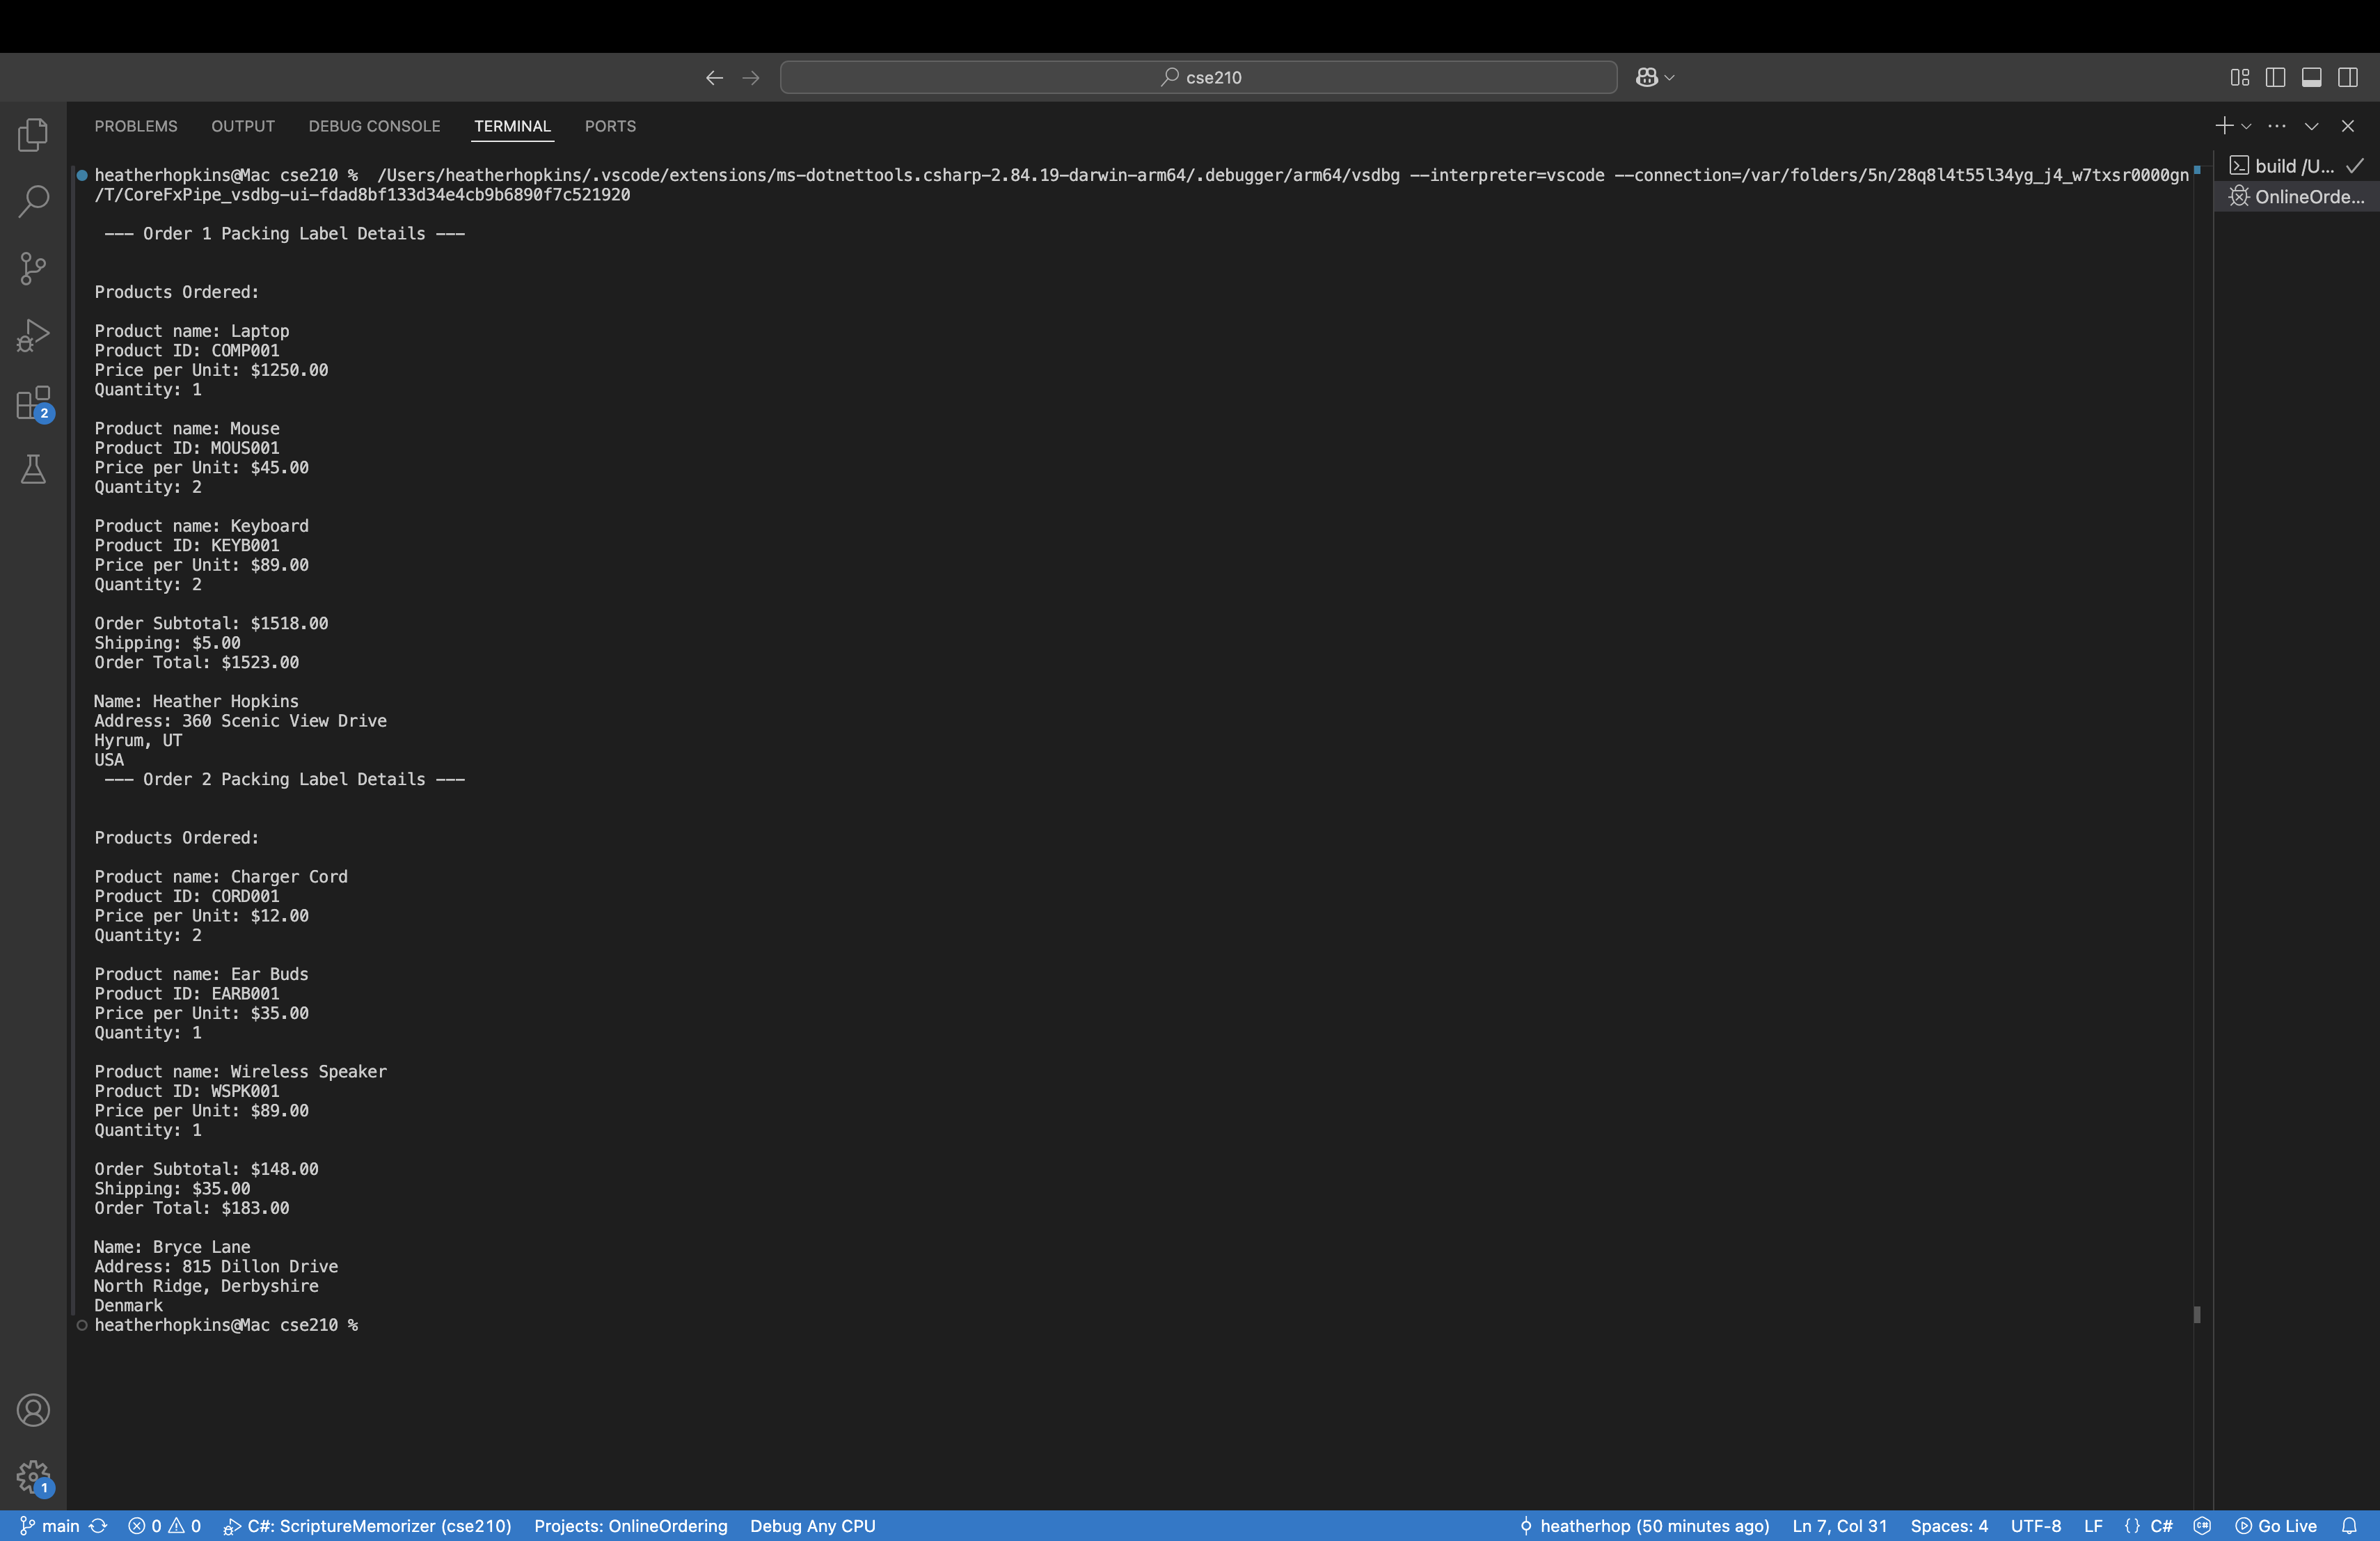 cse210
PROBLEMS OUTPUT DEBUG CONSOLE TERMINAL PORTS
heatherhopkins@Mac cse210 % /Users/heatherhopkins/.vscode/extensions/ms-dotnettools.csharp-2.84.19-darwin-arm64/.debugger/arm64/vsdbg --interpreter=vscode --connection=/var/folders/5n/28q8l4t55l34yg_j4_w7txsr0000gn
/T/CoreFxPipe_vsdbg-ui-fdad8bf133d34e4cb9b6890f7c521920
build /U...
OnlineOrde...
--- Order 1 Packing Label Details ---
Products Ordered:
Product name: Laptop
Product ID: COMP001
Price per Unit: $1250.00
Quantity: 1
Product name: Mouse
Product ID: MOUS001
Price per Unit: $45.00
Quantity: 2
Product name: Keyboard
Product ID: KEYB001
Price per Unit: $89.00
Quantity: 2
Order Subtotal: $1518.00
Shipping: $5.00
Order Total: $1523.00
Name: Heather Hopkins
Address: 360 Scenic View Drive
Hyrum, UT
USA
--- Order 2 Packing Label Details ---
Products Ordered:
Product name: Charger Cord
Product ID: CORD001
Price per Unit: $12.00
Quantity: 2
Product name: Ear Buds
Product ID: EARB001
Price per Unit: $35.00
Quantity: 1
Product name: Wireless Speaker
Product ID: WSPK001
Price per Unit: $89.00
Quantity: 1
Order Subtotal: $148.00
Shipping: $35.00
Order Total: $183.00
Name: Bryce Lane
Address: 815 Dillon Drive
North Ridge, Derbyshire
Denmark
heatherhopkins@Mac cse210 %
2
1
main 0 0 C#: ScriptureMemorizer (cse210) Projects: OnlineOrdering Debug Any CPU heatherhop (50 minutes ago) Ln 7, Col 31 Spaces: 4 UTF-8 LF {} C# Go Live